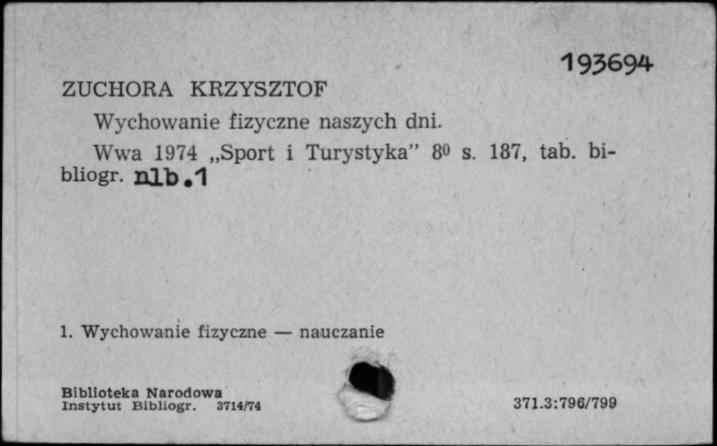 193694
ZUCHORA KRZYSZTOF
Wychowanie fizyczne naszych dni.
Wwa 1974 „Sport i Turystyka” 8⁰ s. 187, tab. bi-
bliogr. nlb.1
1. Wychowanie fizyczne — nauczanie
Biblioteka Narodowa
Instytut Bibliogr. 3714/74
371.3:796/799